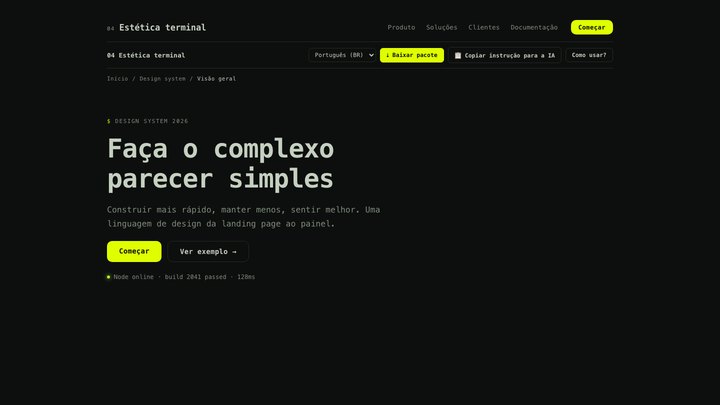 04 Estética terminal
Produto Soluções Clientes Documentação Começar
04 Estética terminal
Português (BR) ↓ Baixar pacote 📋 Copiar instrução para a IA Como usar?
Início / Design system / Visão geral
$ DESIGN SYSTEM 2026
Faça o complexo
parecer simples
Construir mais rápido, manter menos, sentir melhor. Uma
linguagem de design da landing page ao painel.
Começar Ver exemplo →
Node online · build 2041 passed · 128ms